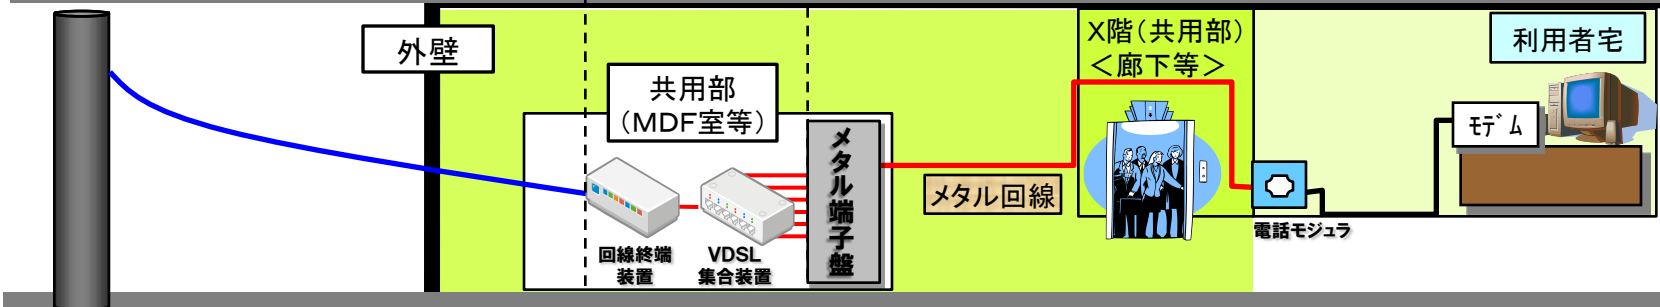 外壁
共用部
(MDF室等)
回線終端
装置
VDSL
集合装置
メタル端子盤
メタル回線
X階(共用部)
<廊下等>
電話モジュラ
ﾓﾃﾞﾑ
利用者宅